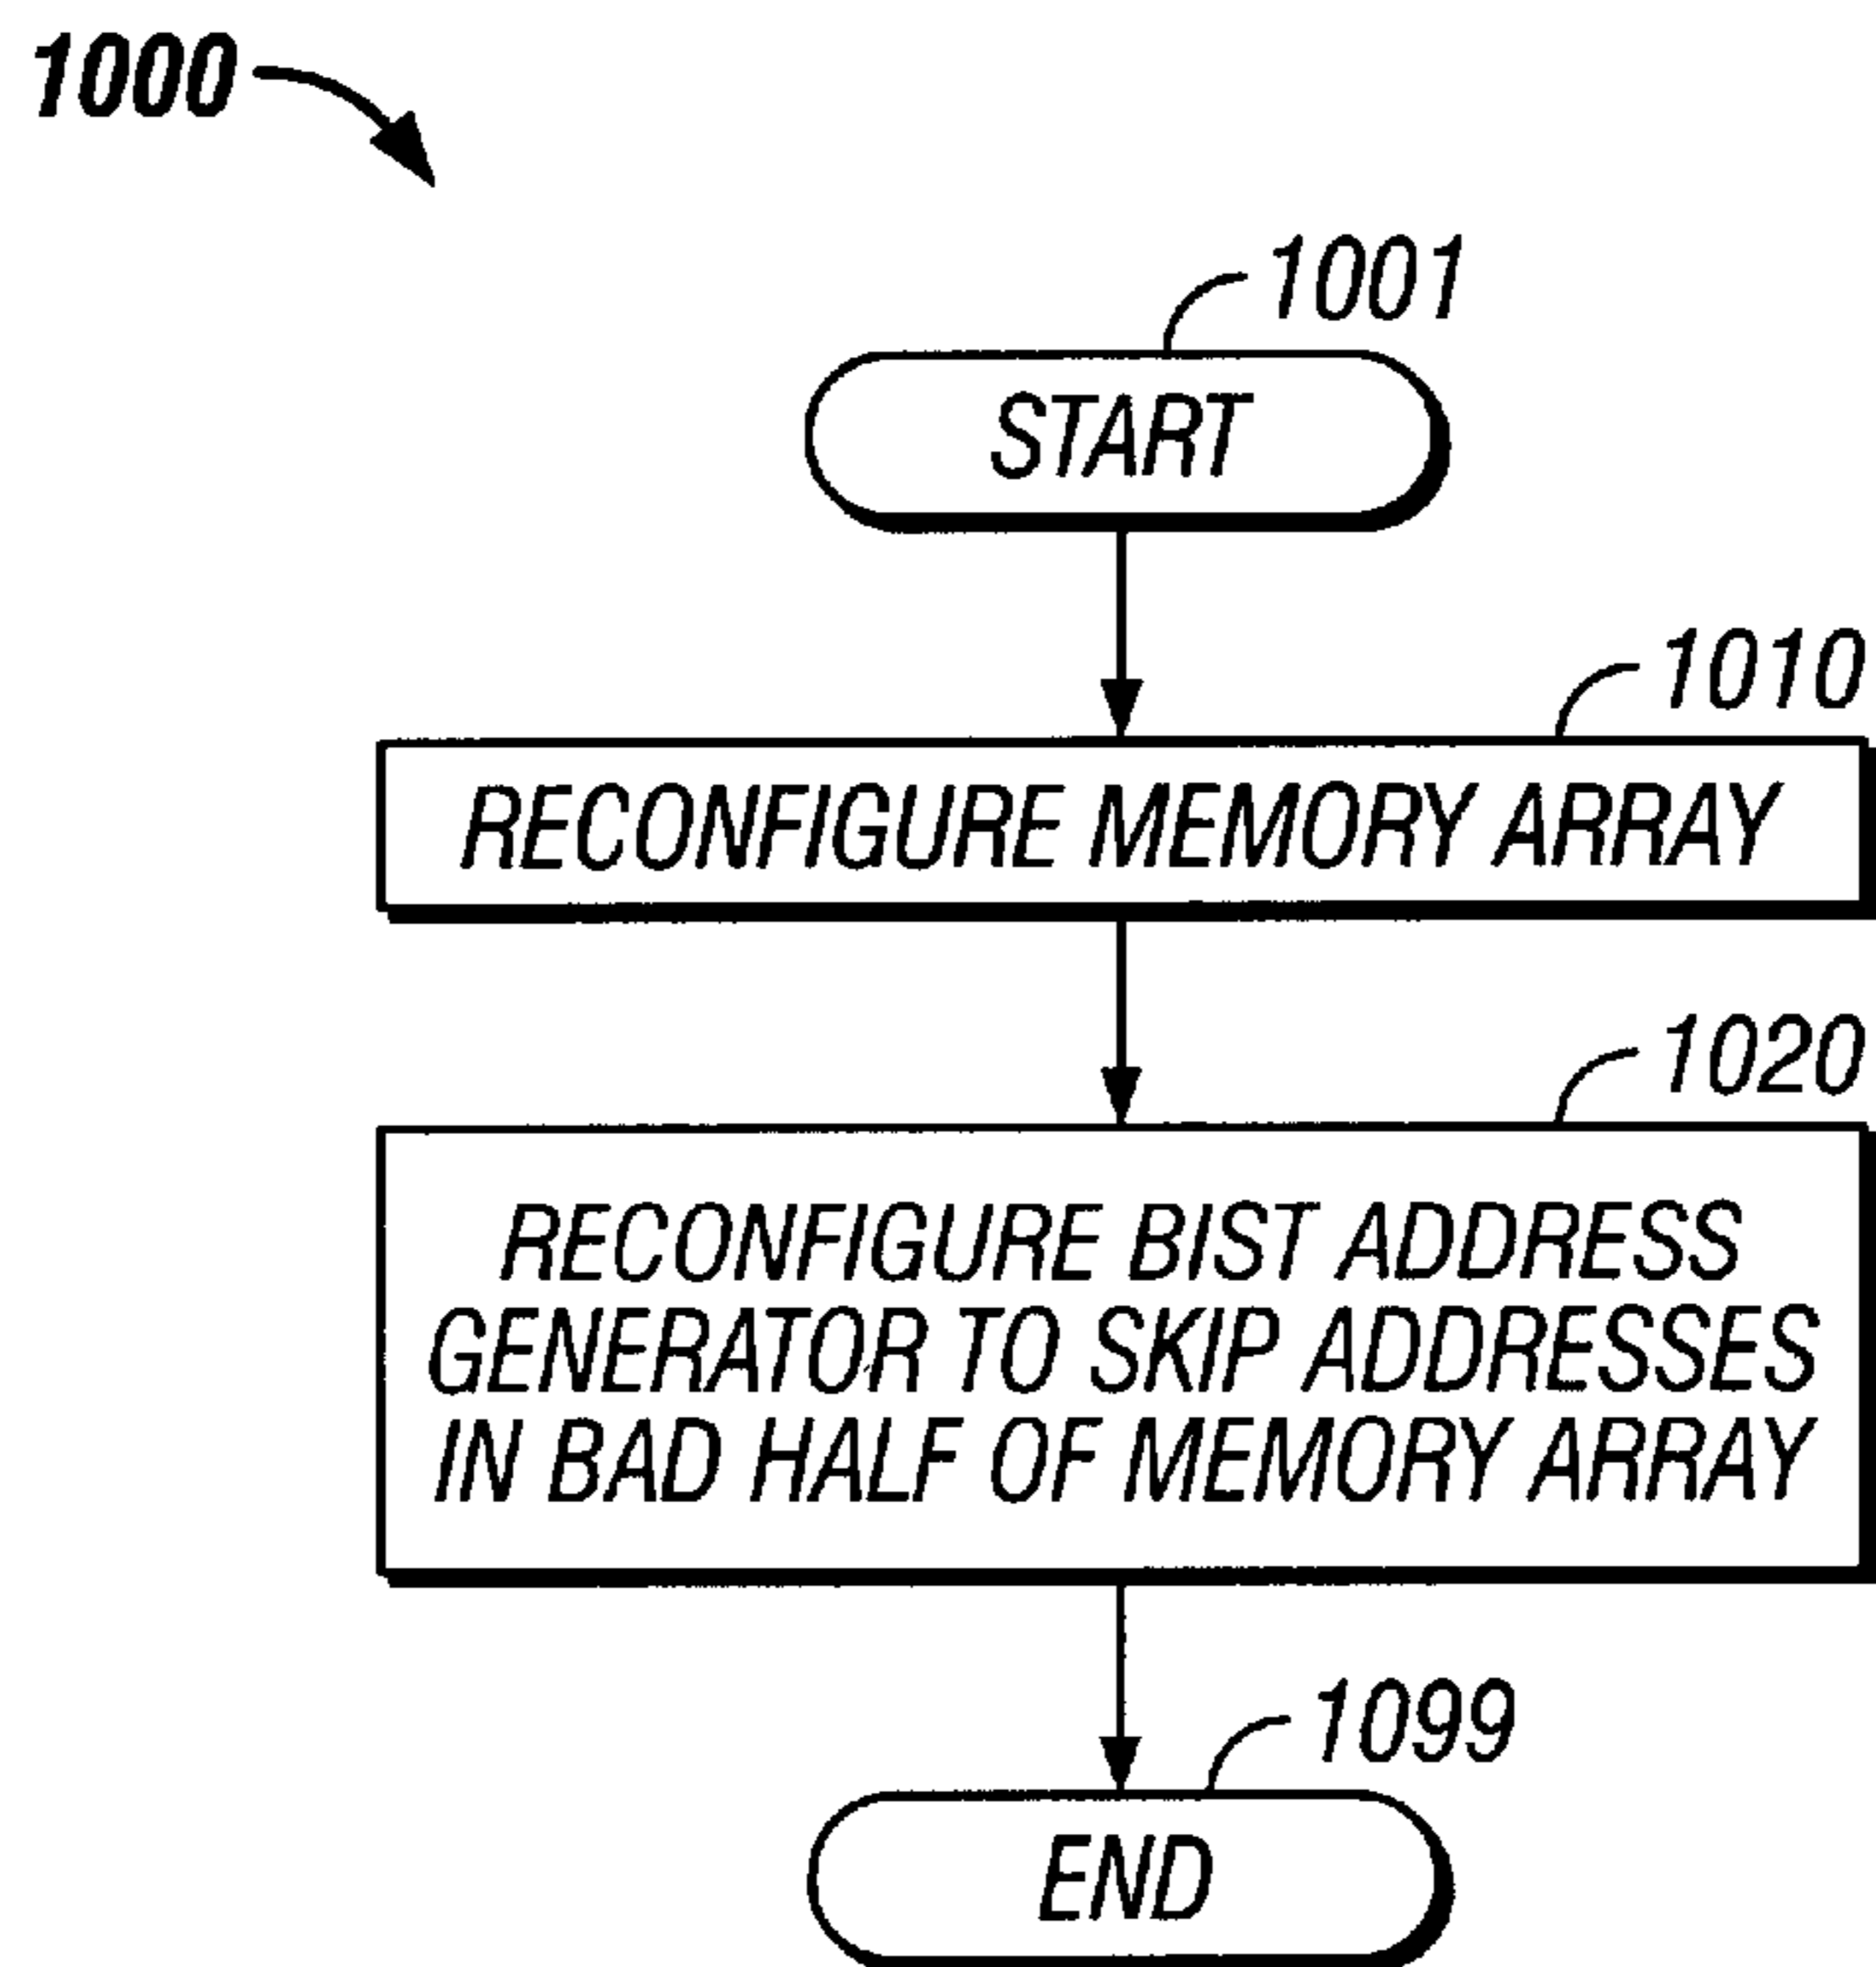 1000
1001
START
1010
RECONFIGURE MEMORY ARRAY
1020
RECONFIGURE BIST ADDRESS
GENERATOR TO SKIP ADDRESSES
IN BAD HALF OF MEMORY ARRAY
1099
END